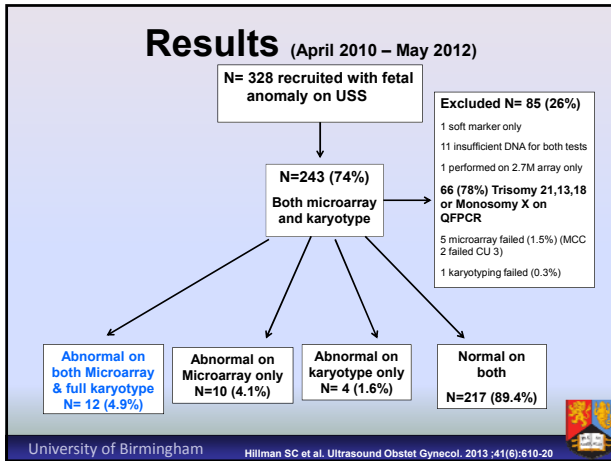 Results (April 2010 – May 2012)
N= 328 recruited with fetal
anomaly on USS
Excluded N= 85 (26%)
1 soft marker only
11 insufficient DNA for both tests
1 performed on 2.7M array only
66 (78%) Trisomy 21,13,18
or Monosomy X on
QFPCR
5 microarray failed (1.5%) (MCC
2 failed CU 3)
1 karyotyping failed (0.3%)
N=243 (74%)
Both microarray
and karyotype
Abnormal on
both Microarray
& full karyotype
N= 12 (4.9%)
Abnormal on
Microarray only
N=10 (4.1%)
Abnormal on
karyotype only
N= 4 (1.6%)
Normal on
both
N=217 (89.4%)
University of Birmingham
Hillman SC et al. Ultrasound Obstet Gynecol. 2013 ;41(6):610-20